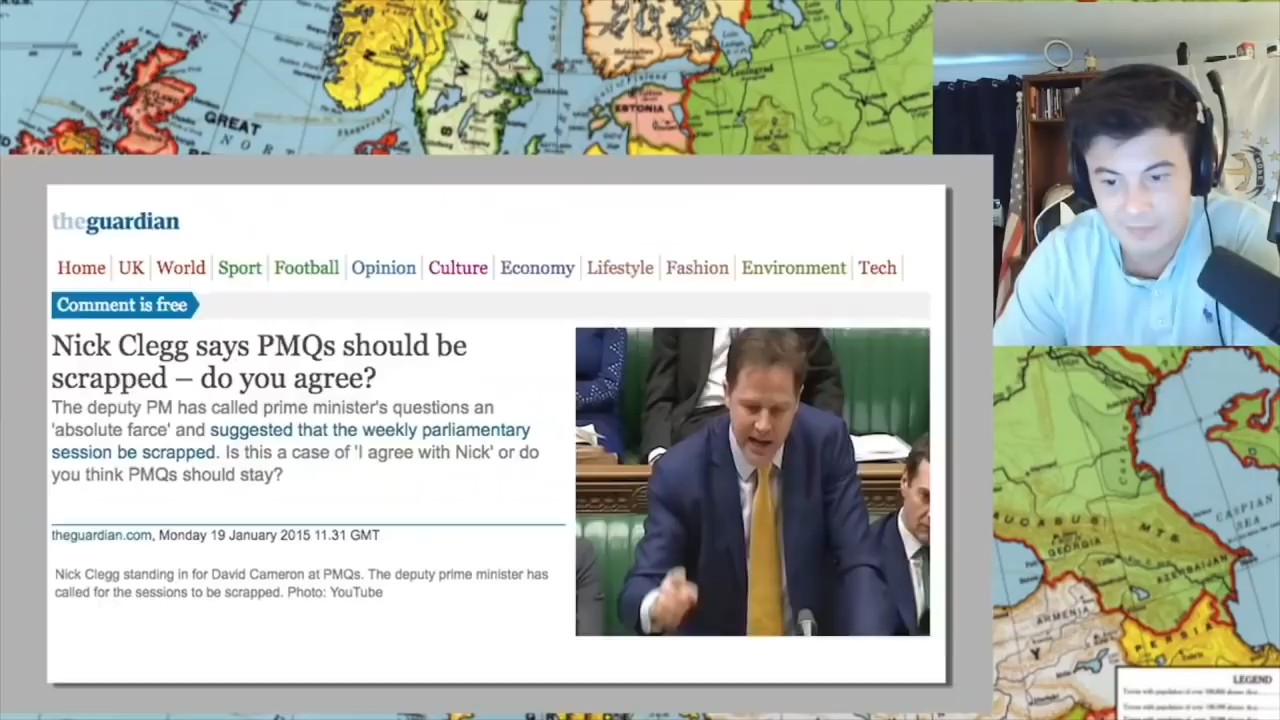 GREAT
ESTONIA
Leningrad
theguardian
Home UK World Sport Football Opinion Culture Economy Lifestyle Fashion Environment Tech
Comment is free
Nick Clegg says PMQs should be
scrapped – do you agree?
The deputy PM has called prime minister's questions an
'absolute farce' and suggested that the weekly parliamentary
session be scrapped. Is this a case of 'I agree with Nick' or do
you think PMQs should stay?
theguardian.com, Monday 19 January 2015 11.31 GMT
Nick Clegg standing in for David Cameron at PMQs. The deputy prime minister has
called for the sessions to be scrapped. Photo: YouTube
CASPIAN
SEA
GEORGIA
AZERBAIJAN
ARMENIA
PERSIA
LEGEND